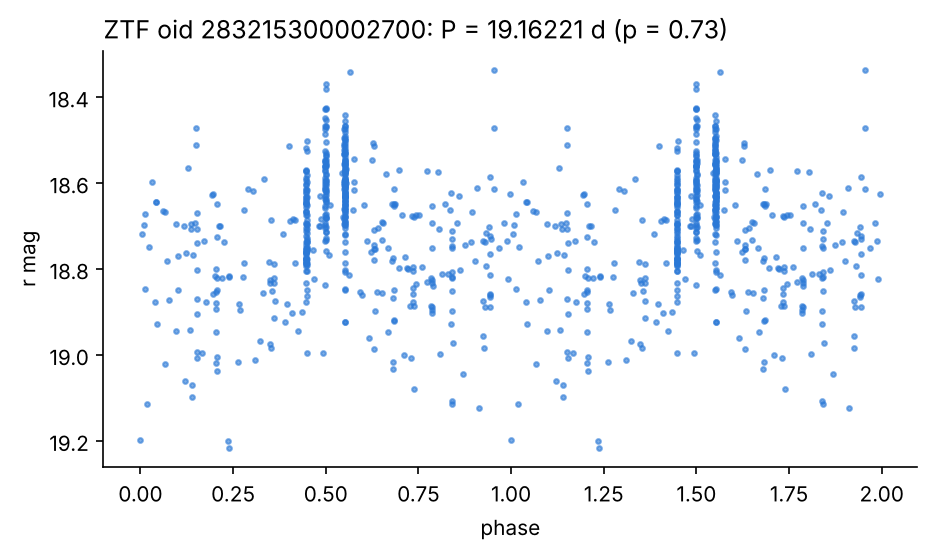 ZTF oid 283215300002700: P = 19.16221 d (p = 0.73)
r mag
18.4
18.6
18.8
19.0
19.2
0.00 0.25 0.50 0.75 1.00 1.25 1.50 1.75 2.00
phase